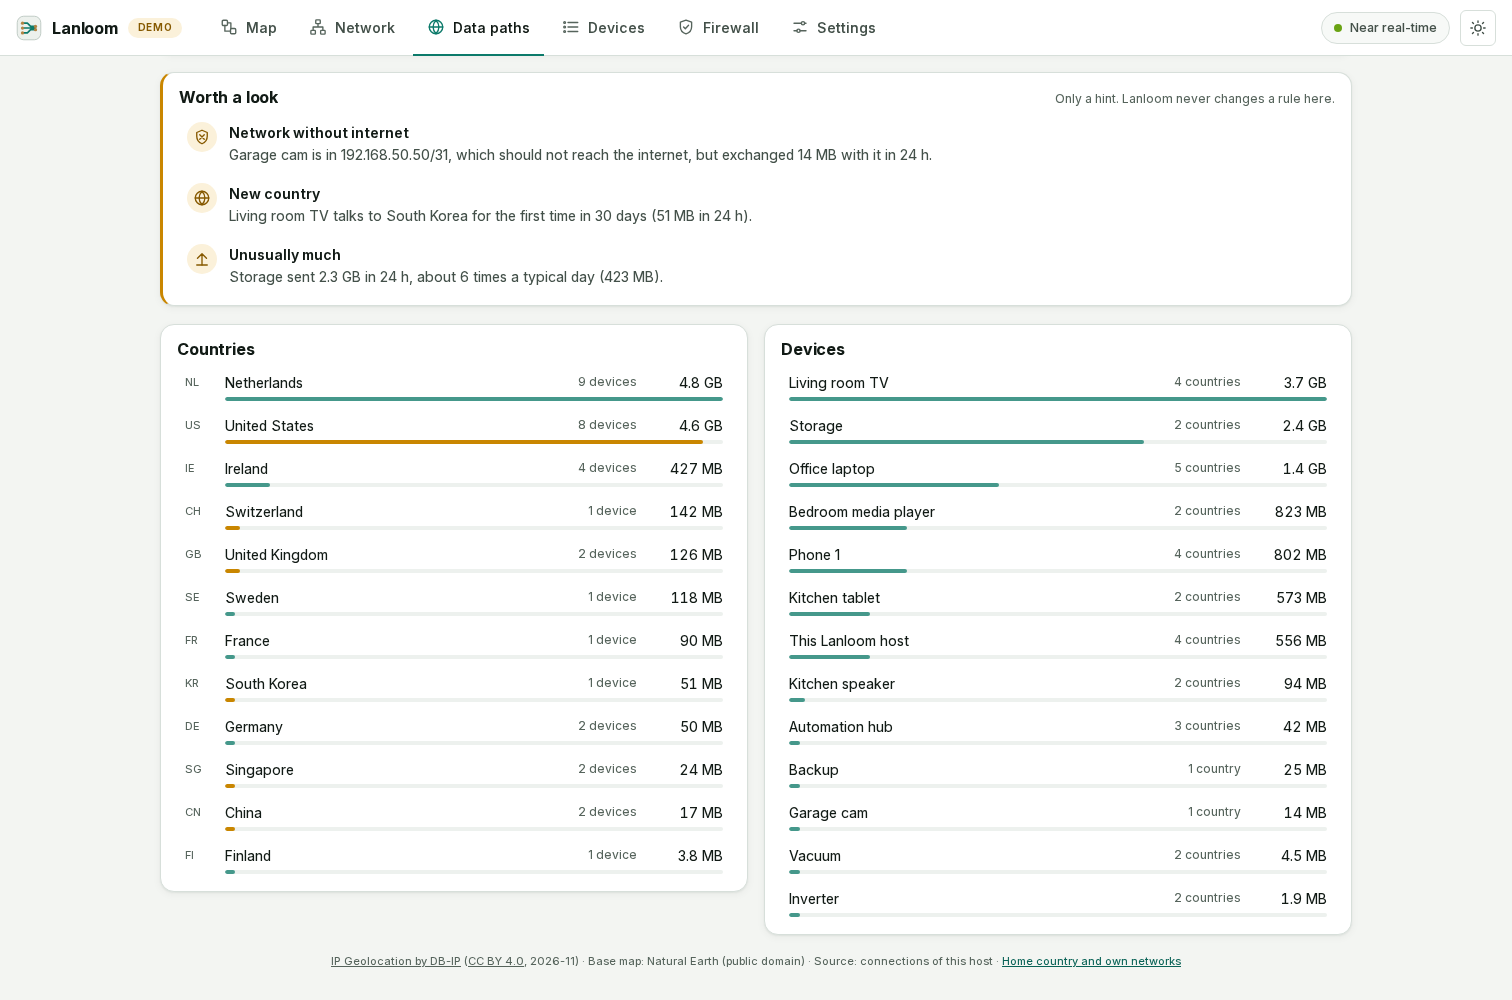 Lanloom DEMO Map Network Data paths Devices Firewall Settings Near real-time
Worth a look Only a hint. Lanloom never changes a rule here.
Network without internet
Garage cam is in 192.168.50.50/31, which should not reach the internet, but exchanged 14 MB with it in 24 h.
New country
Living room TV talks to South Korea for the first time in 30 days (51 MB in 24 h).
Unusually much
Storage sent 2.3 GB in 24 h, about 6 times a typical day (423 MB).
Countries
NL Netherlands 9 devices 4.8 GB
US United States 8 devices 4.6 GB
IE Ireland 4 devices 427 MB
CH Switzerland 1 device 142 MB
GB United Kingdom 2 devices 126 MB
SE Sweden 1 device 118 MB
FR France 1 device 90 MB
KR South Korea 1 device 51 MB
DE Germany 2 devices 50 MB
SG Singapore 2 devices 24 MB
CN China 2 devices 17 MB
FI Finland 1 device 3.8 MB
Devices
Living room TV 4 countries 3.7 GB
Storage 2 countries 2.4 GB
Office laptop 5 countries 1.4 GB
Bedroom media player 2 countries 823 MB
Phone 1 4 countries 802 MB
Kitchen tablet 2 countries 573 MB
This Lanloom host 4 countries 556 MB
Kitchen speaker 2 countries 94 MB
Automation hub 3 countries 42 MB
Backup 1 country 25 MB
Garage cam 1 country 14 MB
Vacuum 2 countries 4.5 MB
Inverter 2 countries 1.9 MB
IP Geolocation by DB-IP (CC BY 4.0, 2026-11) · Base map: Natural Earth (public domain) · Source: connections of this host · Home country and own networks